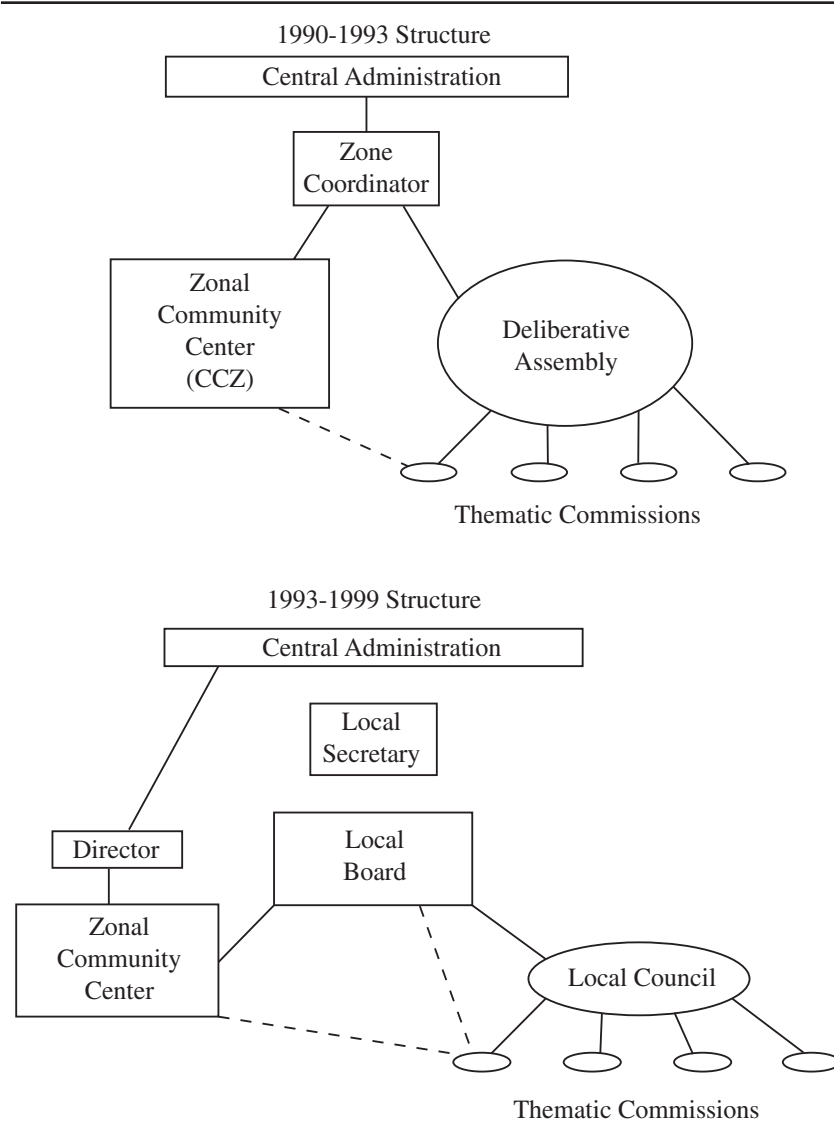 1990-1993 Structure
Central Administration
Zone
Coordinator
Zonal
Community
Center
(CCZ)
Deliberative
Assembly
Thematic Commissions
1993-1999 Structure
Central Administration
Local
Secretary
Director
Local
Board
Zonal
Community
Center
Local Council
Thematic Commissions